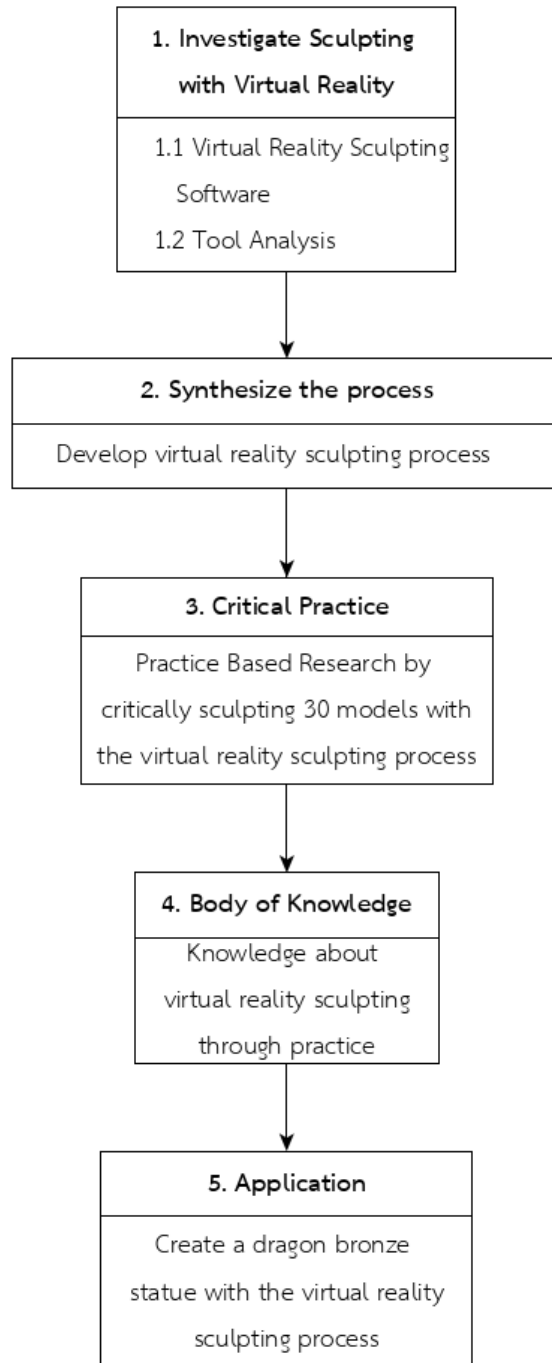 1. Investigate Sculpting
with Virtual Reality
1.1 Virtual Reality Sculpting
Software
1.2 Tool Analysis
2. Synthesize the process
Develop virtual reality sculpting process
3. Critical Practice
Practice Based Research by
critically sculpting 30 models with
the virtual reality sculpting process
4. Body of Knowledge
Knowledge about
virtual reality sculpting
through practice
5. Application
Create a dragon bronze
statue with the virtual reality
sculpting process